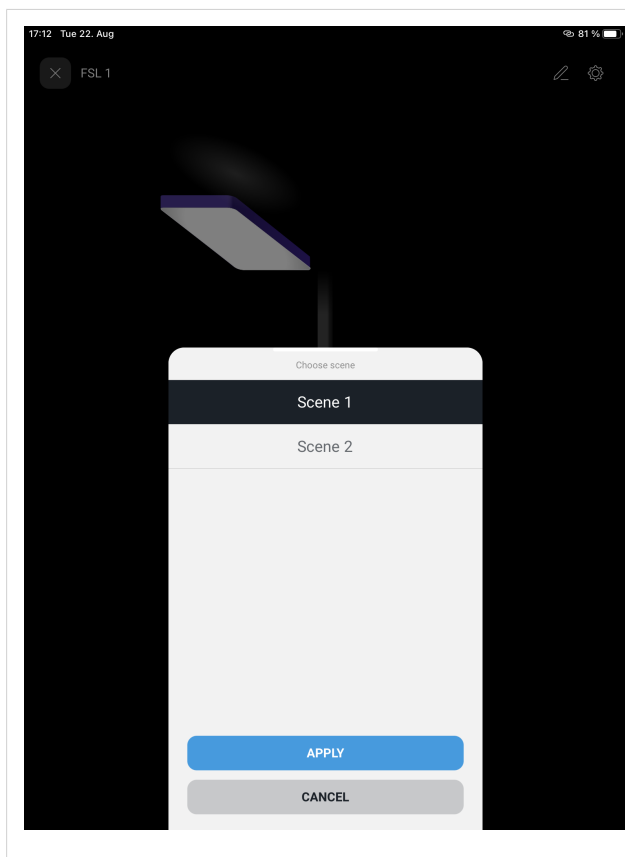 17:12 Tue 22. Aug 81 %
FSL 1
Choose scene
Scene 1
Scene 2
APPLY
CANCEL